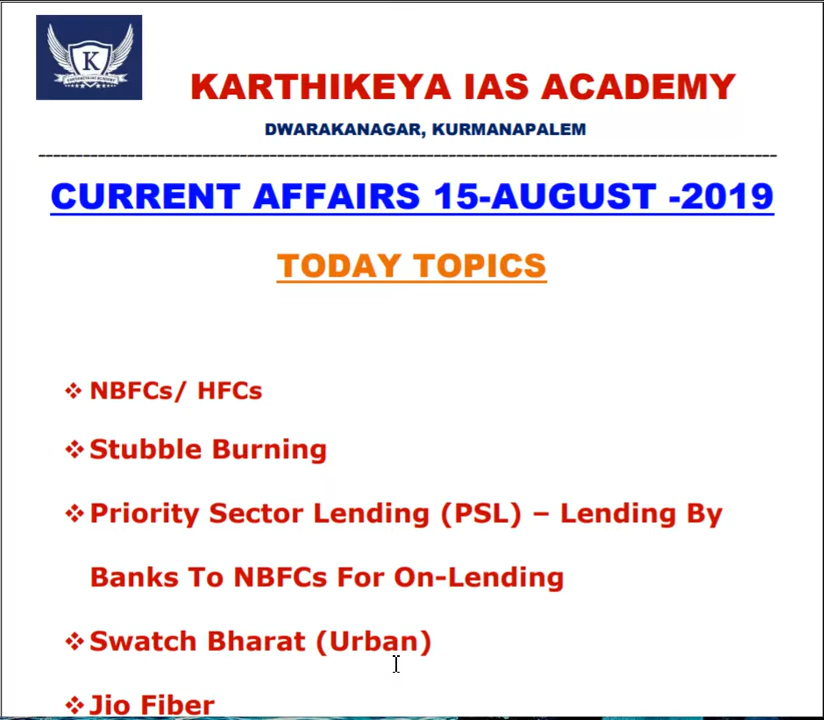 K
KARTHIKEYA IAS ACADEMY
DWARAKANAGAR, KURMANAPALEM
CURRENT AFFAIRS 15-AUGUST -2019
TODAY TOPICS
❖ NBFCs/ HFCs
❖ Stubble Burning
❖ Priority Sector Lending (PSL) – Lending By
Banks To NBFCs For On-Lending
❖ Swatch Bharat (Urban)
❖ Jio Fiber